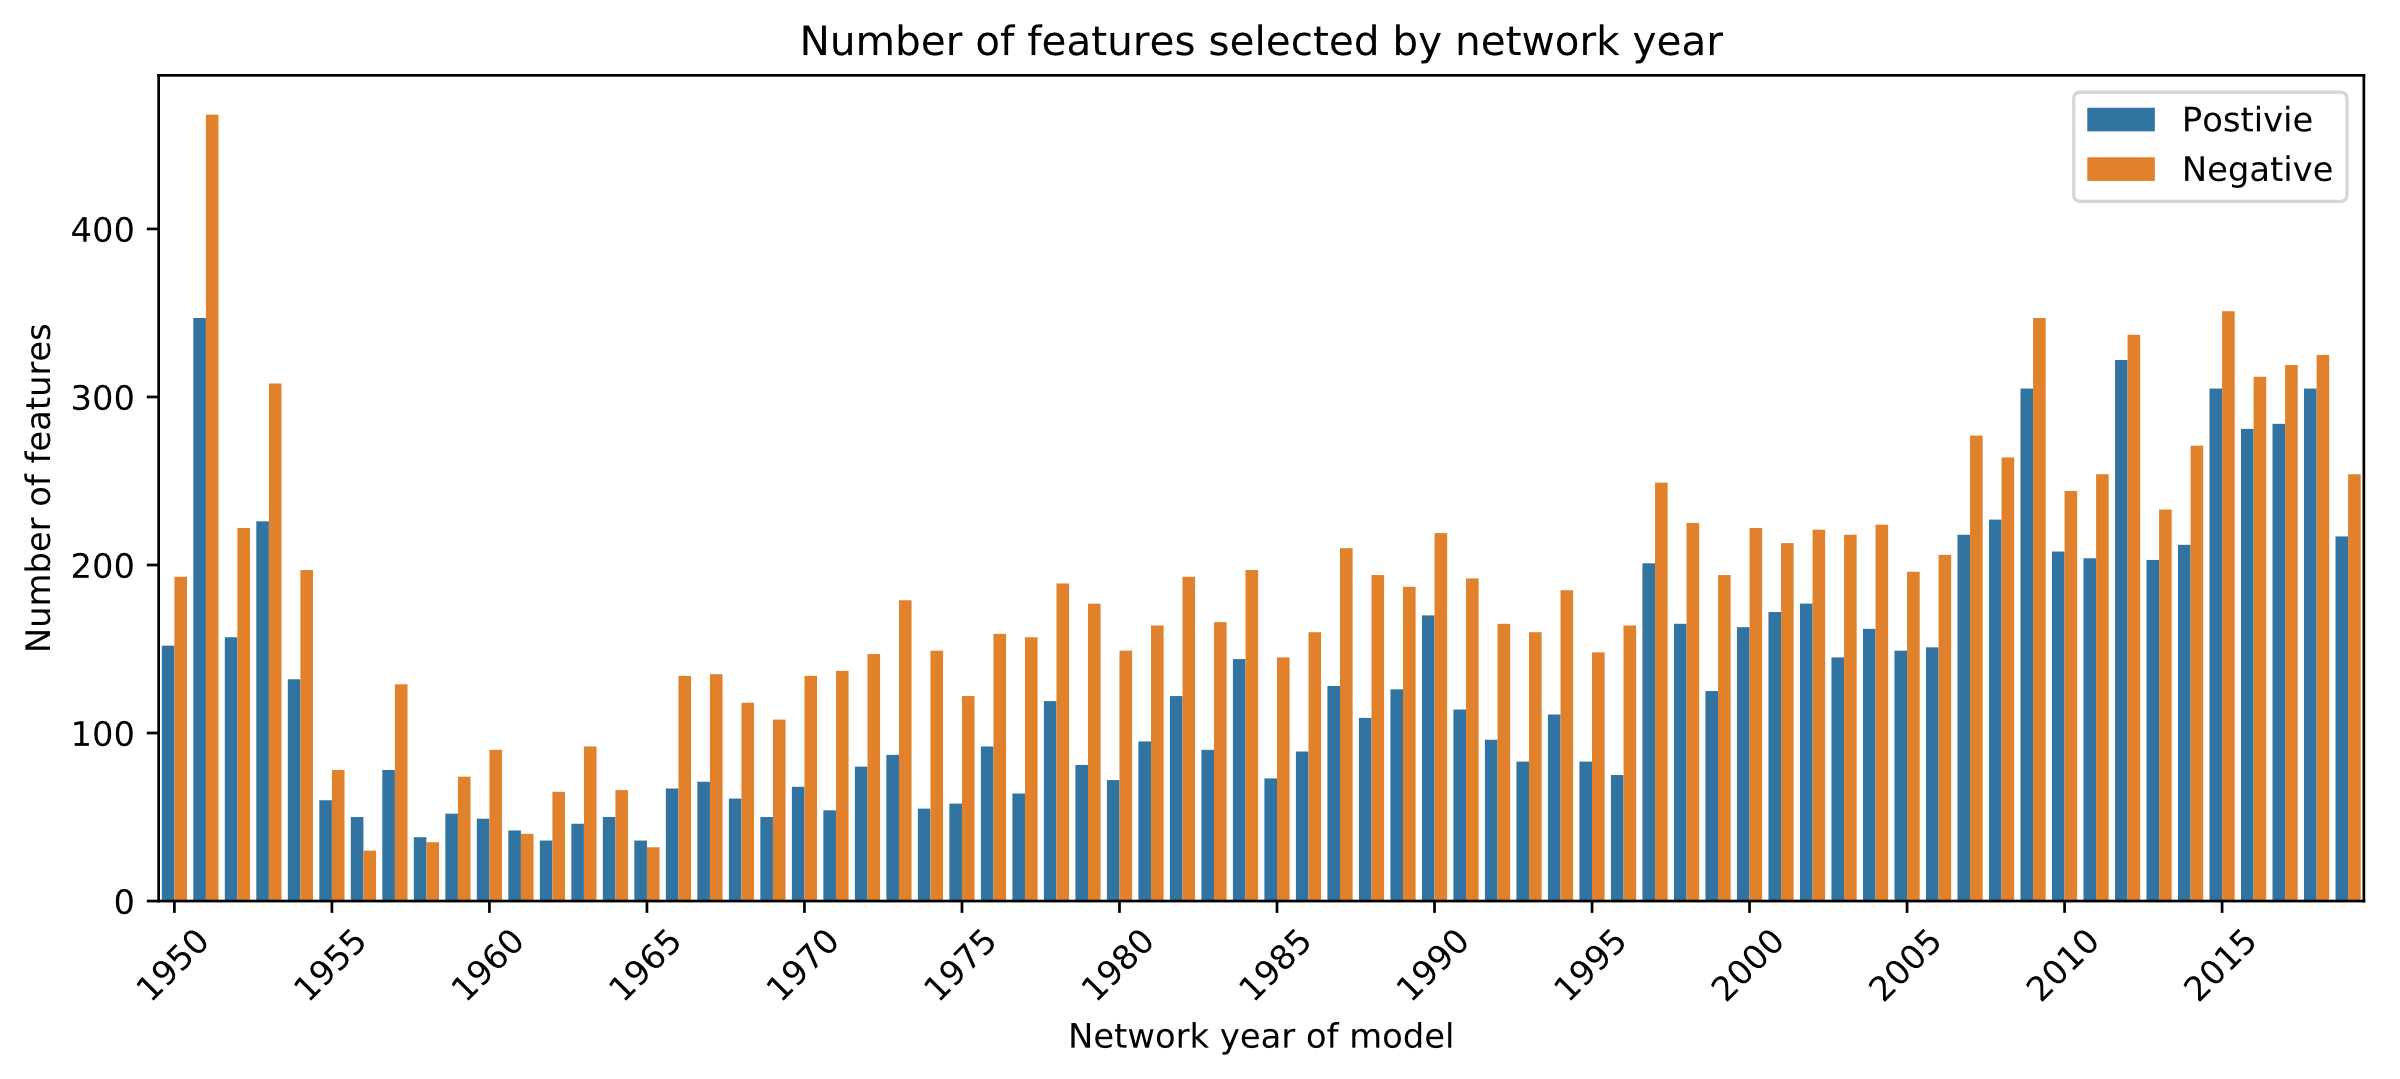 Number of features selected by network year
Postivie
Negative
Number of features
400
300
200
100
0
1950 1955 1960 1965 1970 1975 1980 1985 1990 1995 2000 2005 2010 2015
Network year of model